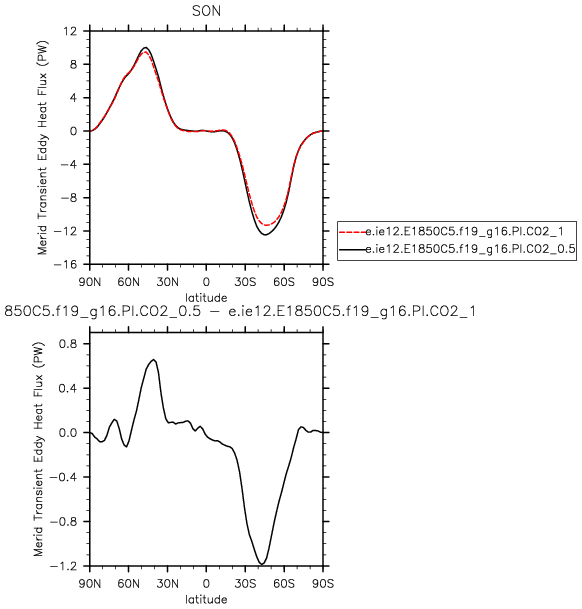 SON
Merid Transient Eddy Heat Flux (PW)
12
8
4
0
−4
−8
−12
−16
90N 60N 30N 0 30S 60S 90S
latitude
e.ie12.E1850C5.f19_g16.PI.CO2_1
e.ie12.E1850C5.f19_g16.PI.CO2_0.5
850C5.f19_g16.PI.CO2_0.5 − e.ie12.E1850C5.f19_g16.PI.CO2_1
Merid Transient Eddy Heat Flux (PW)
0.8
0.4
0.0
−0.4
−0.8
−1.2
90N 60N 30N 0 30S 60S 90S
latitude